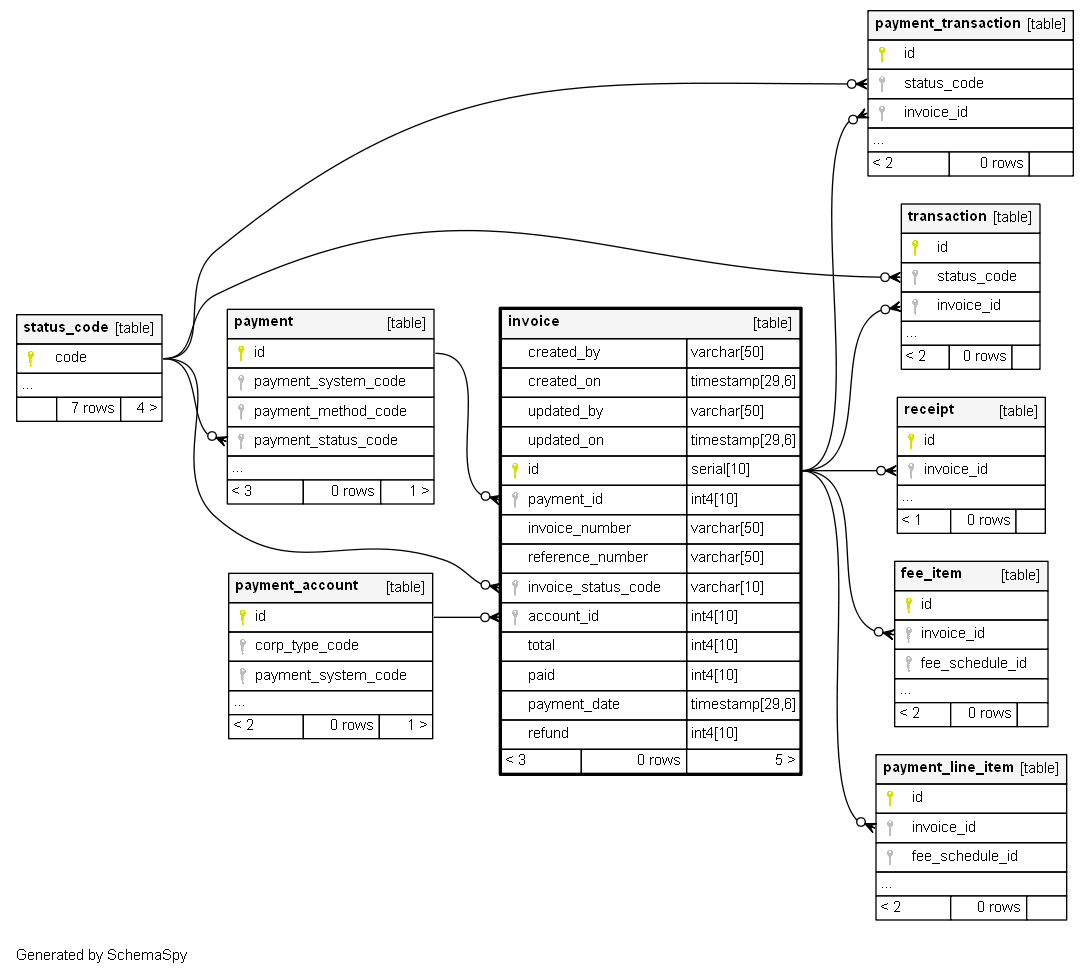 payment_transaction [table]
id
status_code
invoice_id
...
< 2 0 rows
transaction [table]
id
status_code
invoice_id
...
< 2 0 rows
status_code [table]
code
...
7 rows 4 >
payment [table]
id
payment_system_code
payment_method_code
payment_status_code
...
< 3 0 rows 1 >
payment_account [table]
id
corp_type_code
payment_system_code
...
< 2 0 rows 1 >
invoice [table]
created_by varchar[50]
created_on timestamp[29,6]
updated_by varchar[50]
updated_on timestamp[29,6]
id serial[10]
payment_id int4[10]
invoice_number varchar[50]
reference_number varchar[50]
invoice_status_code varchar[10]
account_id int4[10]
total int4[10]
paid int4[10]
payment_date timestamp[29,6]
refund int4[10]
< 3 0 rows 5 >
receipt [table]
id
invoice_id
...
< 1 0 rows
fee_item [table]
id
invoice_id
fee_schedule_id
...
< 2 0 rows
payment_line_item [table]
id
invoice_id
fee_schedule_id
...
< 2 0 rows
Generated by SchemaSpy